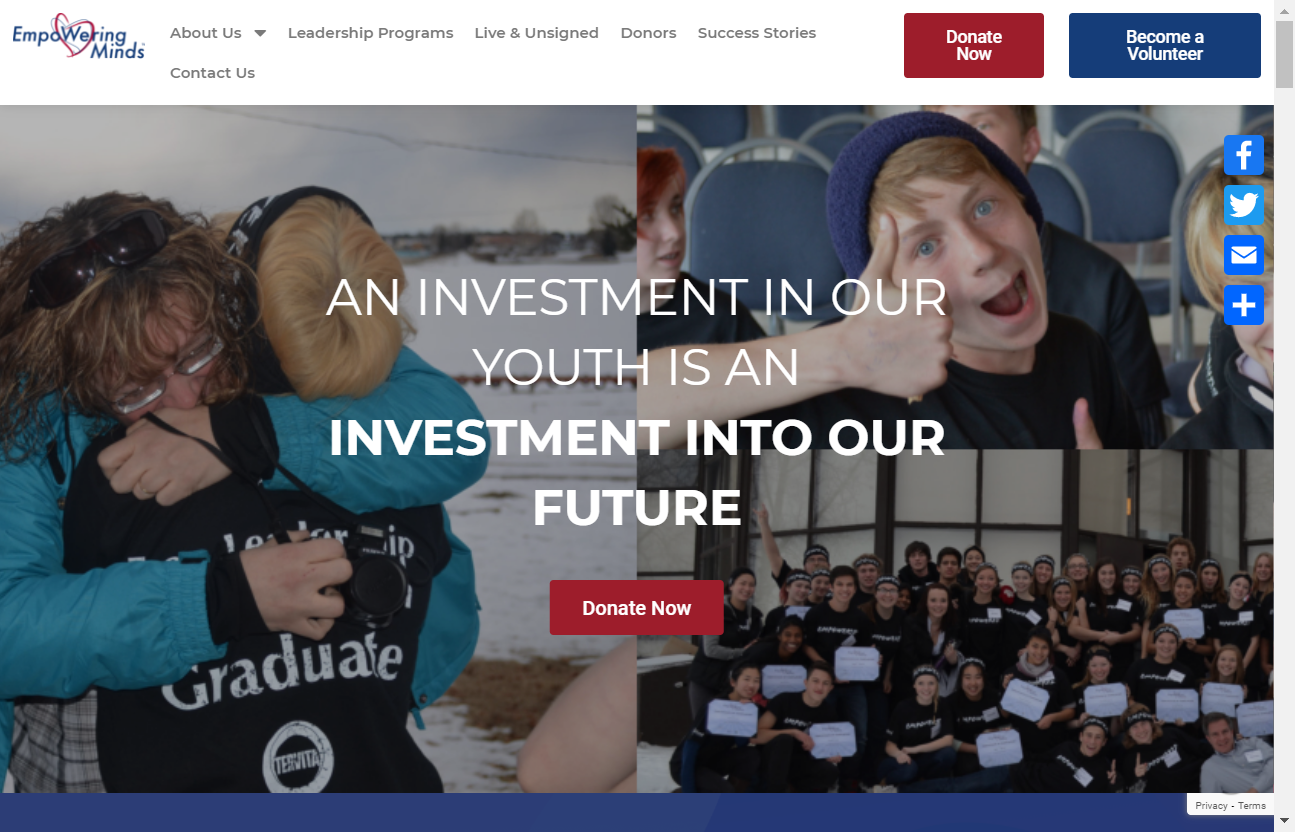 EmpoWering
Minds
About Us
Leadership Programs
Live & Unsigned
Donors
Success Stories
Contact Us
Donate
Now
Become a
Volunteer
AN INVESTMENT IN OUR
YOUTH IS AN
INVESTMENT INTO OUR
FUTURE
Donate Now
Graduate
TERVITA
Privacy - Terms